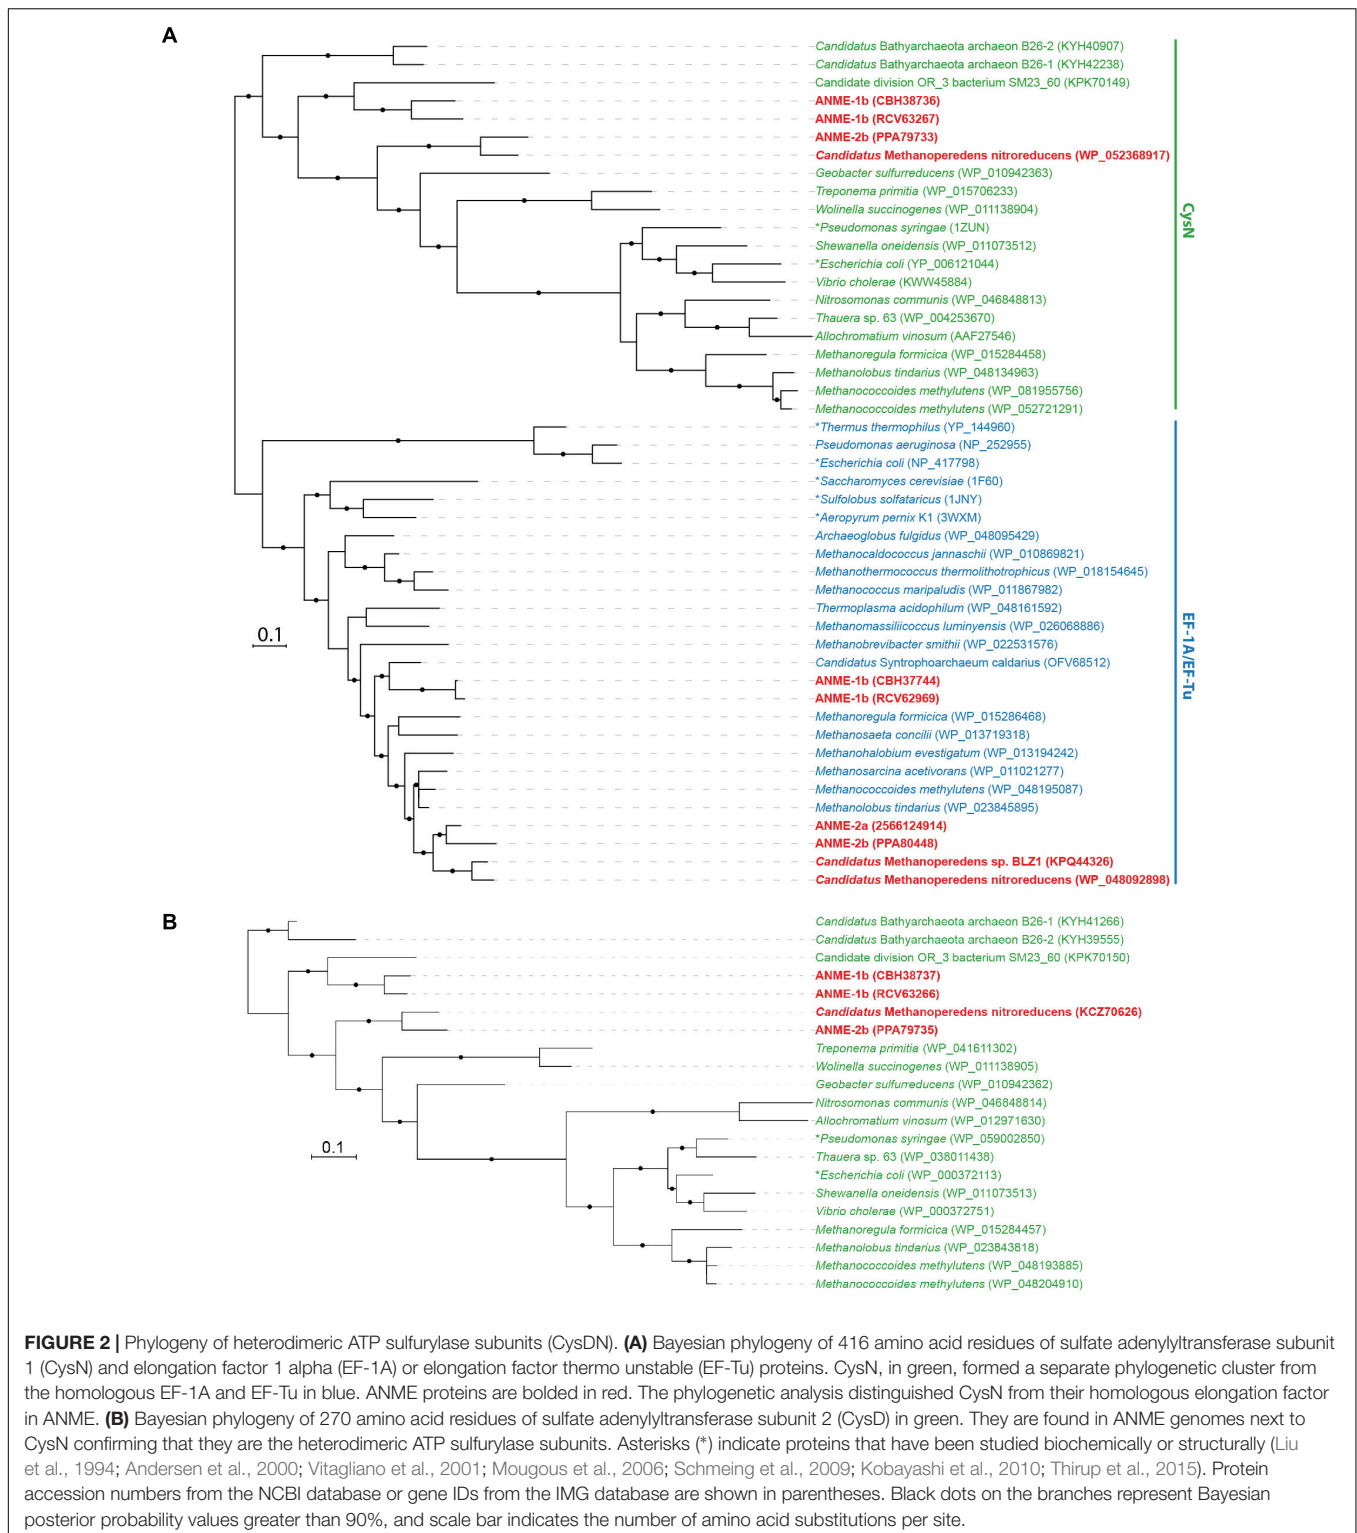 A
Candidatus Bathyarchaeota archaeon B26-2 (KYH40907)
Candidatus Bathyarchaeota archaeon B26-1 (KYH42238)
Candidate division OR_3 bacterium SM23_60 (KPK70149)
ANME-1b (CBH38736)
ANME-1b (RCV63267)
ANME-2b (PPA79733)
Candidatus Methanoperedens nitroreducens (WP_052368917)
Geobacter sulfurreducens (WP_010942363)
Treponema primitia (WP_015706233)
Wolinella succinogenes (WP_011138904)
*Pseudomonas syringae (1ZUN)
Shewanella oneidensis (WP_011073512)
*Escherichia coli (YP_006121044)
Vibrio cholerae (KWW45884)
Nitrosomonas communis (WP_046848813)
Thauera sp. 63 (WP_004253670)
Allochromatium vinosum (AAF27546)
Methanoregula formicica (WP_015284458)
Methanolobus tindarius (WP_048134963)
Methanococcoides methylutens (WP_081955756)
Methanococcoides methylutens (WP_052721291)
CysN
*Thermus thermophilus (YP_144960)
Pseudomonas aeruginosa (NP_252955)
*Escherichia coli (NP_417798)
*Saccharomyces cerevisiae (1F60)
*Sulfolobus solfataricus (1JNY)
*Aeropyrum pernix K1 (3WXM)
Archaeoglobus fulgidus (WP_048095429)
Methanocaldococcus jannaschii (WP_010869821)
Methanothermococcus thermolithotrophicus (WP_018154645)
Methanococcus maripaludis (WP_011867982)
Thermoplasma acidophilum (WP_048161592)
Methanomassiliicoccus luminyensis (WP_026068886)
Methanobrevibacter smithii (WP_022531576)
Candidatus Syntrophoarchaeum caldarius (OFV68512)
ANME-1b (CBH37744)
ANME-1b (RCV62969)
Methanoregula formicica (WP_015286468)
Methanosaeta concilii (WP_013719318)
Methanohalobium evestigatum (WP_013194242)
Methanosarcina acetivorans (WP_011021277)
Methanococcoides methylutens (WP_048195087)
Methanolobus tindarius (WP_023845895)
ANME-2a (2566124914)
ANME-2b (PPA80448)
Candidatus Methanoperedens sp. BLZ1 (KPQ44326)
Candidatus Methanoperedens nitroreducens (WP_048092898)
EF-1A/EF-Tu
0.1
B
Candidatus Bathyarchaeota archaeon B26-1 (KYH41266)
Candidatus Bathyarchaeota archaeon B26-2 (KYH39555)
Candidate division OR_3 bacterium SM23_60 (KPK70150)
ANME-1b (CBH38737)
ANME-1b (RCV63266)
Candidatus Methanoperedens nitroreducens (KCZ70626)
ANME-2b (PPA79735)
Treponema primitia (WP_041611302)
Wolinella succinogenes (WP_011138905)
Geobacter sulfurreducens (WP_010942362)
Nitrosomonas communis (WP_046848814)
Allochromatium vinosum (WP_012971630)
*Pseudomonas syringae (WP_059002850)
Thauera sp. 63 (WP_038011438)
*Escherichia coli (WP_000372113)
Shewanella oneidensis (WP_011073513)
Vibrio cholerae (WP_000372751)
Methanoregula formicica (WP_015284457)
Methanolobus tindarius (WP_023843818)
Methanococcoides methylutens (WP_048193885)
Methanococcoides methylutens (WP_048204910)
0.1
FIGURE 2 | Phylogeny of heterodimeric ATP sulfurylase subunits (CysDN). (A) Bayesian phylogeny of 416 amino acid residues of sulfate adenylyltransferase subunit
1 (CysN) and elongation factor 1 alpha (EF-1A) or elongation factor thermo unstable (EF-Tu) proteins. CysN, in green, formed a separate phylogenetic cluster from
the homologous EF-1A and EF-Tu in blue. ANME proteins are bolded in red. The phylogenetic analysis distinguished CysN from their homologous elongation factor
in ANME. (B) Bayesian phylogeny of 270 amino acid residues of sulfate adenylyltransferase subunit 2 (CysD) in green. They are found in ANME genomes next to
CysN confirming that they are the heterodimeric ATP sulfurylase subunits. Asterisks (*) indicate proteins that have been studied biochemically or structurally (Liu
et al., 1994; Andersen et al., 2000; Vitagliano et al., 2001; Mougous et al., 2006; Schmeing et al., 2009; Kobayashi et al., 2010; Thirup et al., 2015). Protein
accession numbers from the NCBI database or gene IDs from the IMG database are shown in parentheses. Black dots on the branches represent Bayesian
posterior probability values greater than 90%, and scale bar indicates the number of amino acid substitutions per site.